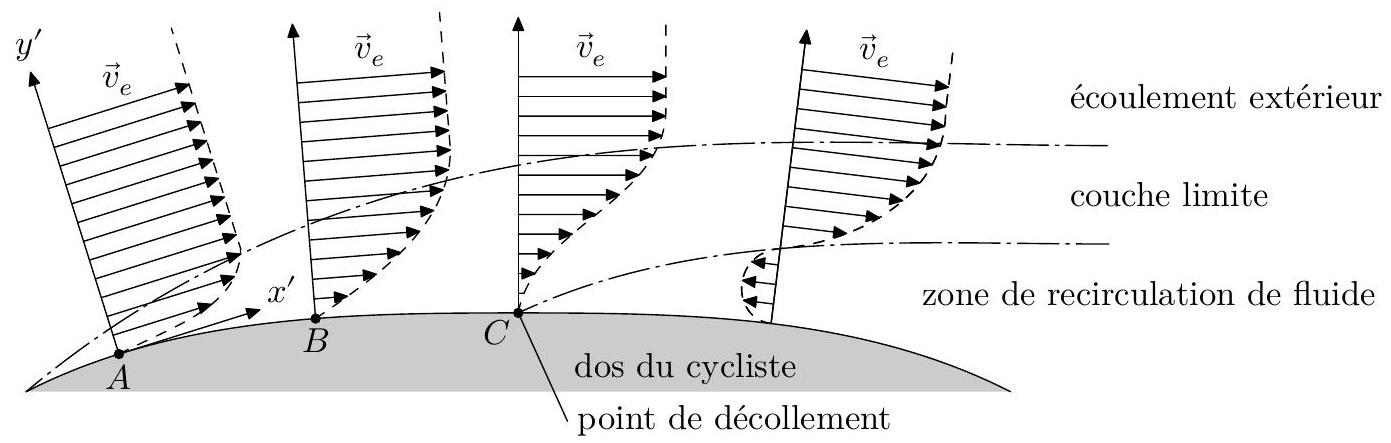 y′
v⃗e
v⃗e
v⃗e
v⃗e
écoulement extérieur
couche limite
x′
zone de recirculation de fluide
A
B
C
dos du cycliste
point de décollement